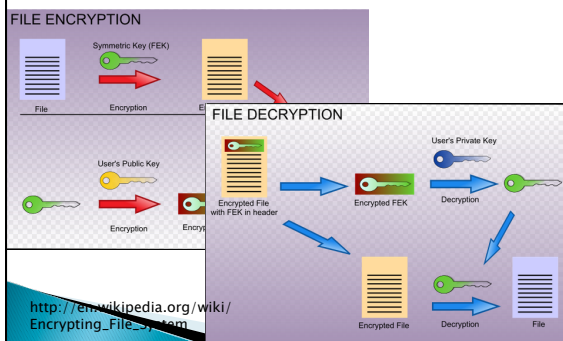 FILE ENCRYPTION
Symmetric Key (FEK)
File
Encryption
User's Public Key
Encryption
FILE DECRYPTION
User's Private Key
Encrypted File
with FEK in header
Encrypted FEK
Decryption
Encrypted File
Decryption
File
http://en.wikipedia.org/wiki/
Encrypting_File_System